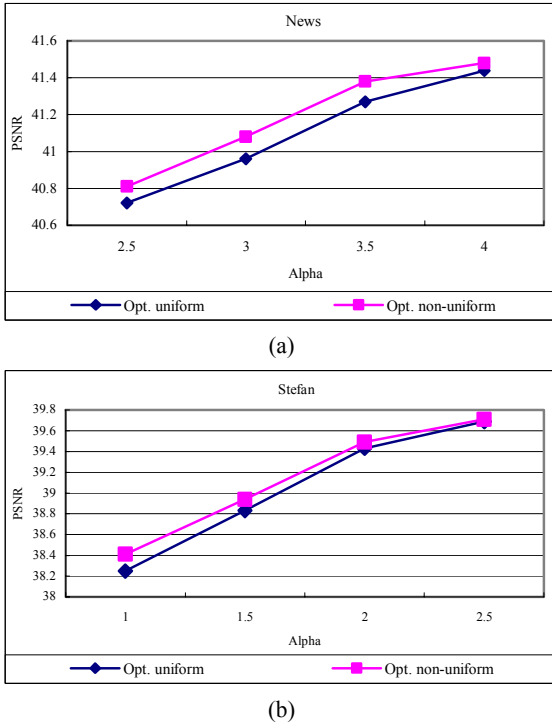 News
41.6
41.4
41.2
41
40.8
40.6
PSNR
2.5 3 3.5 4
Alpha
Opt. uniform Opt. non-uniform
(a)
Stefan
39.8
39.6
39.4
39.2
39
38.8
38.6
38.4
38.2
38
PSNR
1 1.5 2 2.5
Alpha
Opt. uniform Opt. non-uniform
(b)